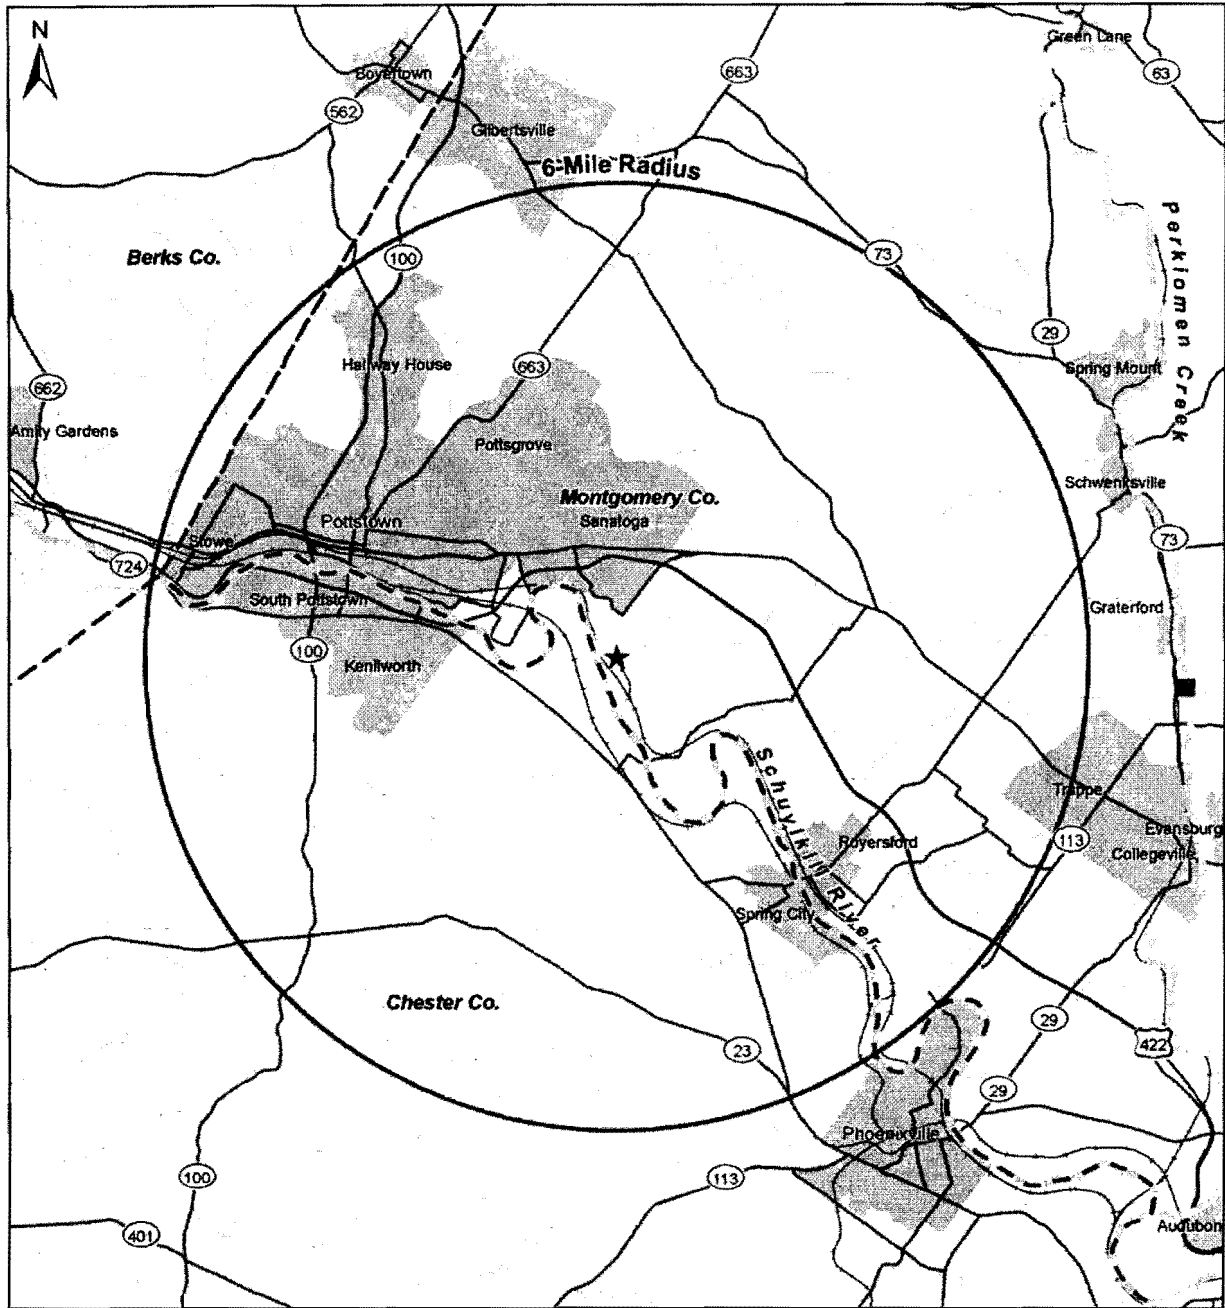 N
Green Lane
Boyertown
663
63
562
Gilbertsville
6-Mile Radius
Perkiomen Creek
Berks Co.
100
73
29
Halfway House
663
Spring Mount
662
Amity Gardens
Pottsgrove
Schwenksville
Montgomery Co.
Sanatoga
Pottstown
Stowe
73
724
South Pottstown
Graterford
100
Kenilworth
Schuylkill River
Trappe
Evansburg
113
Royersford
Collegeville
Spring City
Chester Co.
29
23
422
29
Phoenixville
100
113
401
Audubon